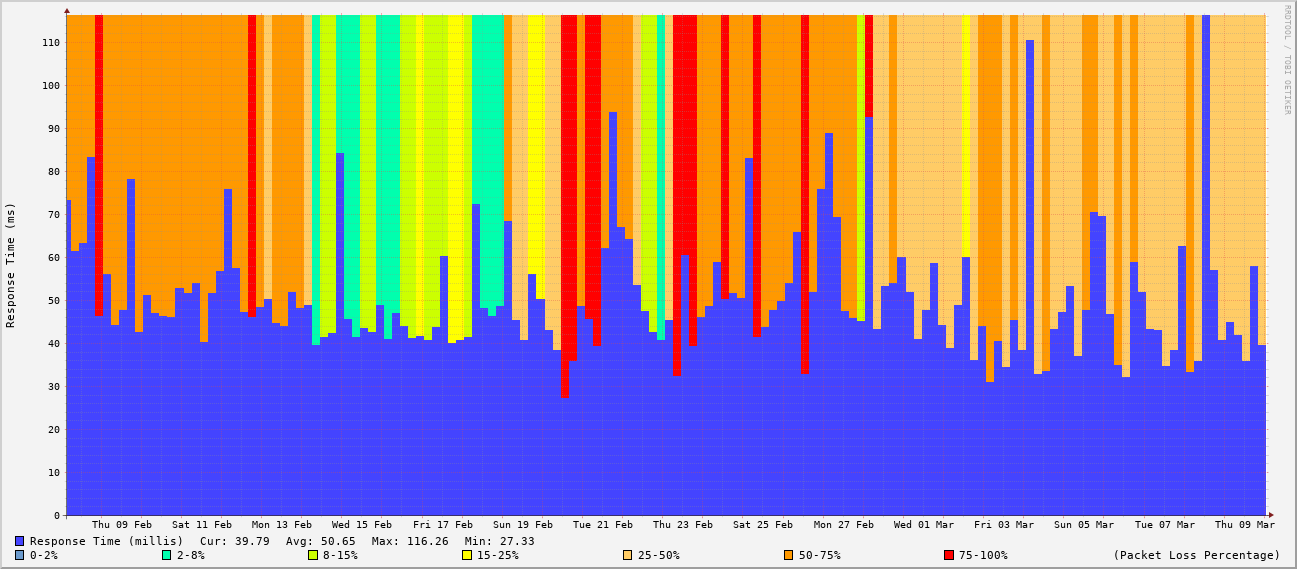 RRDTOOL / TOBI OETIKER
Response Time (ms)
110
100
90
80
70
60
50
40
30
20
10
0
Thu 09 Feb Sat 11 Feb Mon 13 Feb Wed 15 Feb Fri 17 Feb Sun 19 Feb Tue 21 Feb Thu 23 Feb Sat 25 Feb Mon 27 Feb Wed 01 Mar Fri 03 Mar Sun 05 Mar Tue 07 Mar Thu 09 Mar
Response Time (millis) Cur: 39.79 Avg: 50.65 Max: 116.26 Min: 27.33
0-2% 2-8% 8-15% 15-25% 25-50% 50-75% 75-100% (Packet Loss Percentage)